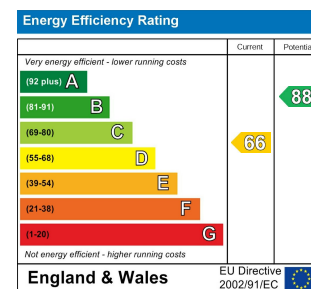 Energy Efficiency Rating
Current
Potentia
Very energy efficient - lower running costs
(92 plus) A
(81-91) B
88
(69-80) C
66
(55-68) D
(39-54) E
(21-38) F
(1-20) G
Not energy efficient - higher running costs
England & Wales
EU Directive
2002/91/EC